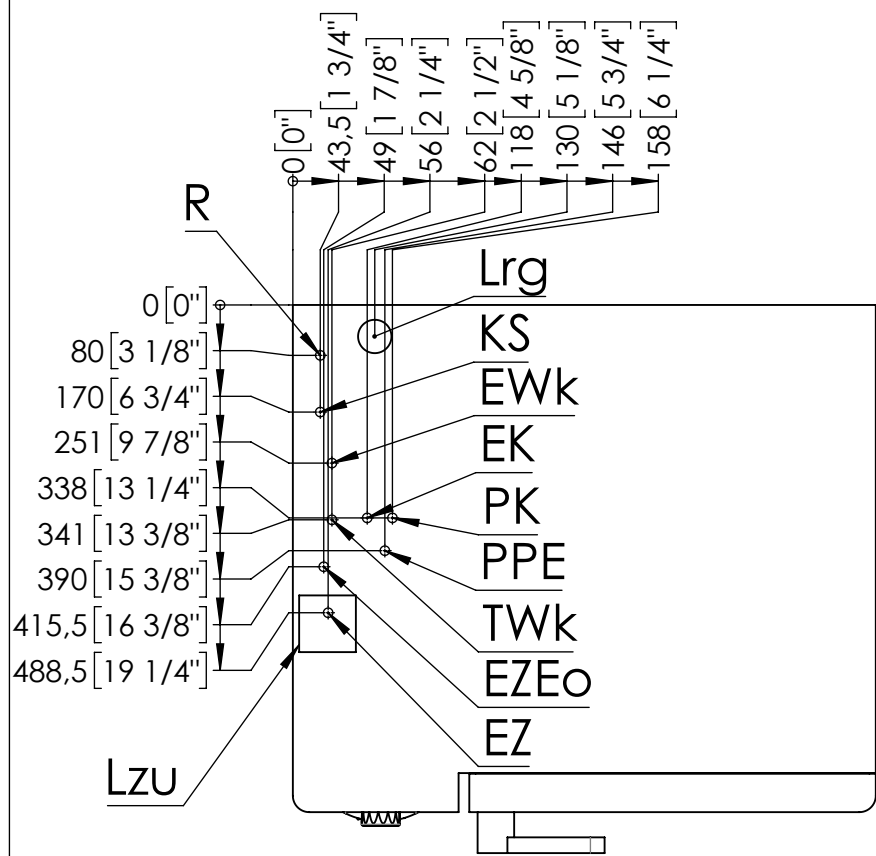 0 [0"]
43,5 [1 3/4"]
49 [1 7/8"]
56 [2 1/4"]
62 [2 1/2"]
118 [4 5/8"]
130 [5 1/8"]
146 [5 3/4"]
158 [6 1/4"]
R
Lrg
0 [0"]
KS
80 [3 1/8"]
EWk
170 [6 3/4"]
EK
251 [9 7/8"]
PK
338 [13 1/4"]
PPE
341 [13 3/8"]
390 [15 3/8"]
TWk
415,5 [16 3/8"]
EZEo
488,5 [19 1/4"]
EZ
Lzu